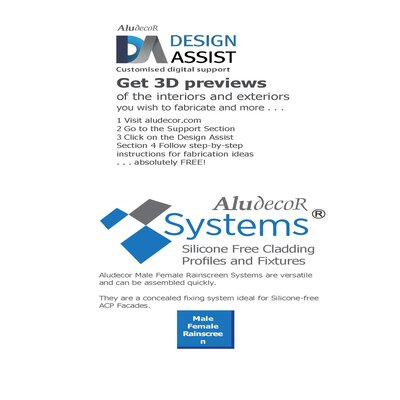 AludecoR
DA DESIGN
ASSIST
Customised digital support
Get 3D previews
of the interiors and exteriors
you wish to fabricate and more . . .
1 Visit aludecor.com
2 Go to the Support Section
3 Click on the Design Assist
Section 4 Follow step-by-step
instructions for fabrication ideas
. . . absolutely FREE!
AludecoR
Systems®
Silicone Free Cladding
Profiles and Fixtures
Aludecor Male Female Rainscreen Systems are versatile
and can be assembled quickly.
They are a concealed fixing system ideal for Silicone-free
ACP Facades.
Male
Female
Rainscree
n